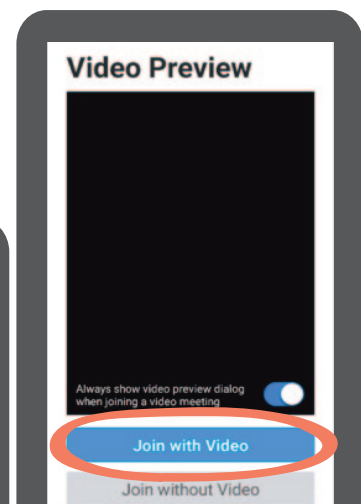 Video Preview
Always show video preview dialog
when joining a video meeting
Join with Video
Join without Video